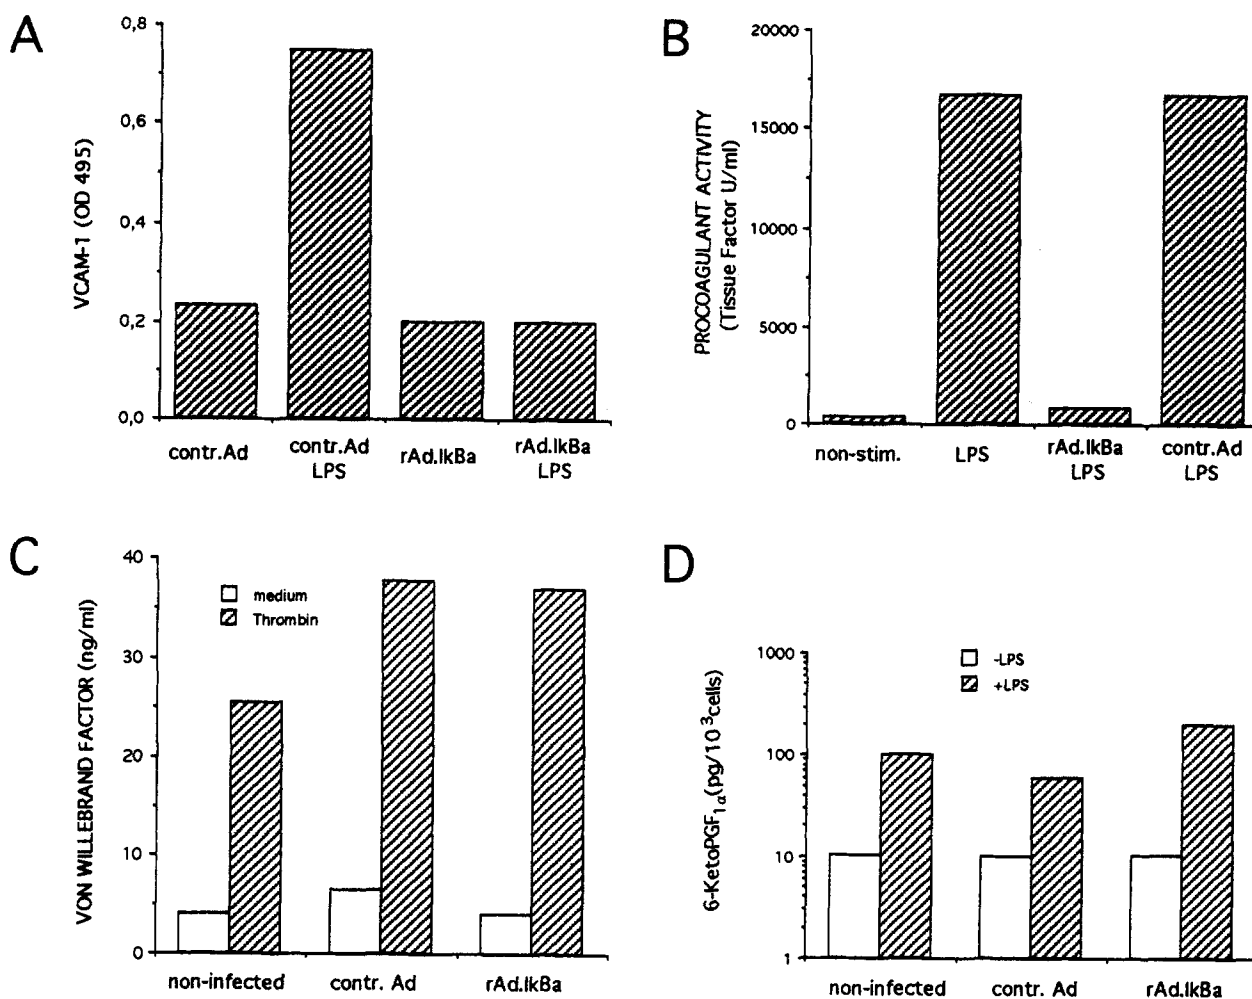 A
VCAM-1 (OD 495)
0,8
0,6
0,4
0,2
0,0
contr.Ad
contr.Ad
LPS
rAd.IkBa
rAd.IkBa
LPS
B
PROCOAGULANT ACTIVITY
(Tissue Factor U/ml)
20000
15000
10000
5000
0
non-stim.
LPS
rAd.IkBa
LPS
contr.Ad
LPS
C
VON WILLEBRAND FACTOR (ng/ml)
40
30
20
10
0
medium
Thrombin
non-infected
contr. Ad
rAd.IkBa
D
6-KetoPGF1α(pg/10³cells)
1000
100
10
1
-LPS
+LPS
non-infected
contr. Ad
rAd.IkBa